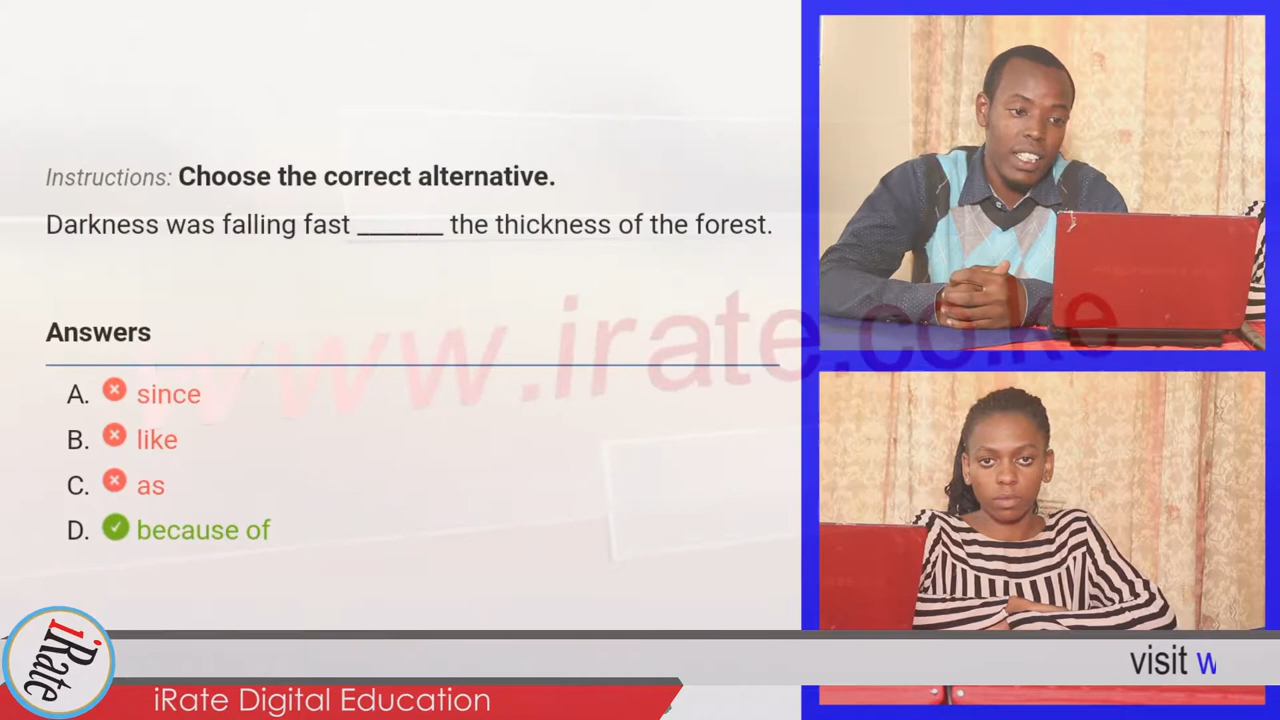 Instructions: Choose the correct alternative.
Darkness was falling fast ______ the thickness of the forest.
Answers
A. since
B. like
C. as
D. because of
www.irate.co.ke
visit w
iRate
iRate Digital Education